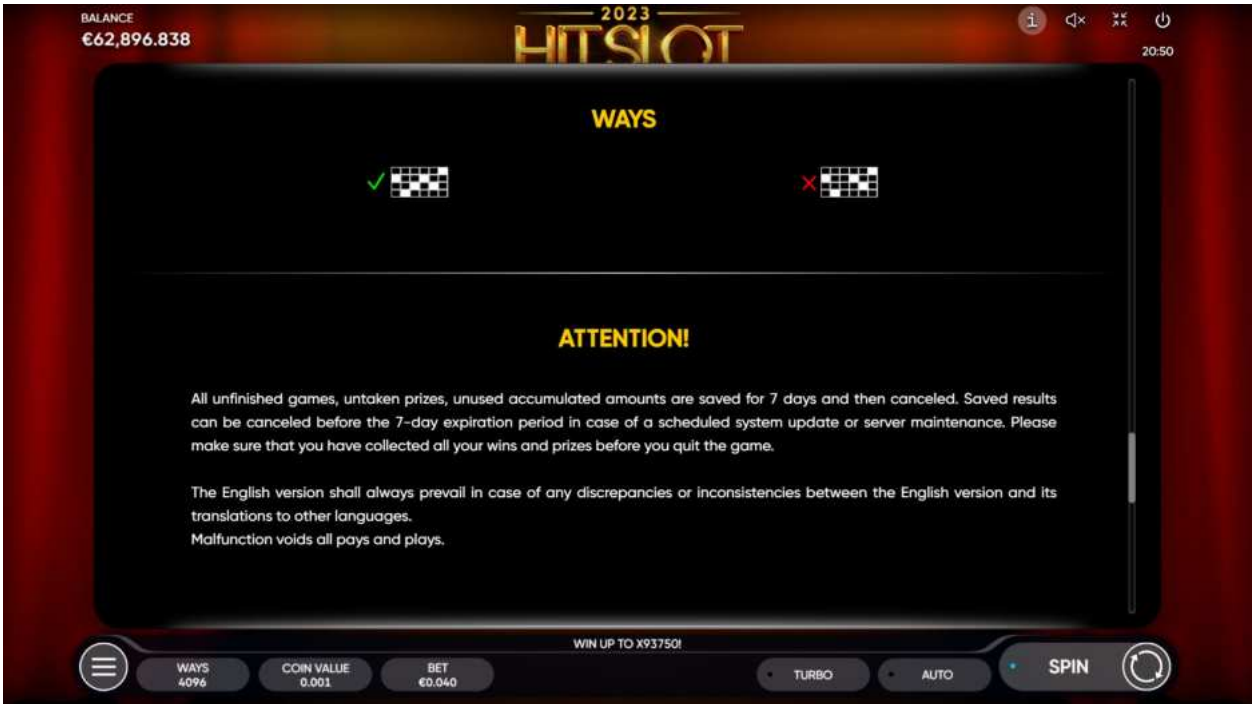 BALANCE
€62,896.838
2023
HITSLOT
i
20:50
WAYS
ATTENTION!
All unfinished games, untaken prizes, unused accumulated amounts are saved for 7 days and then canceled. Saved results
can be canceled before the 7-day expiration period in case of a scheduled system update or server maintenance. Please
make sure that you have collected all your wins and prizes before you quit the game.
The English version shall always prevail in case of any discrepancies or inconsistencies between the English version and its
translations to other languages.
Malfunction voids all pays and plays.
WIN UP TO X93750!
WAYS
4096
COIN VALUE
0.001
BET
€0.040
TURBO
AUTO
SPIN